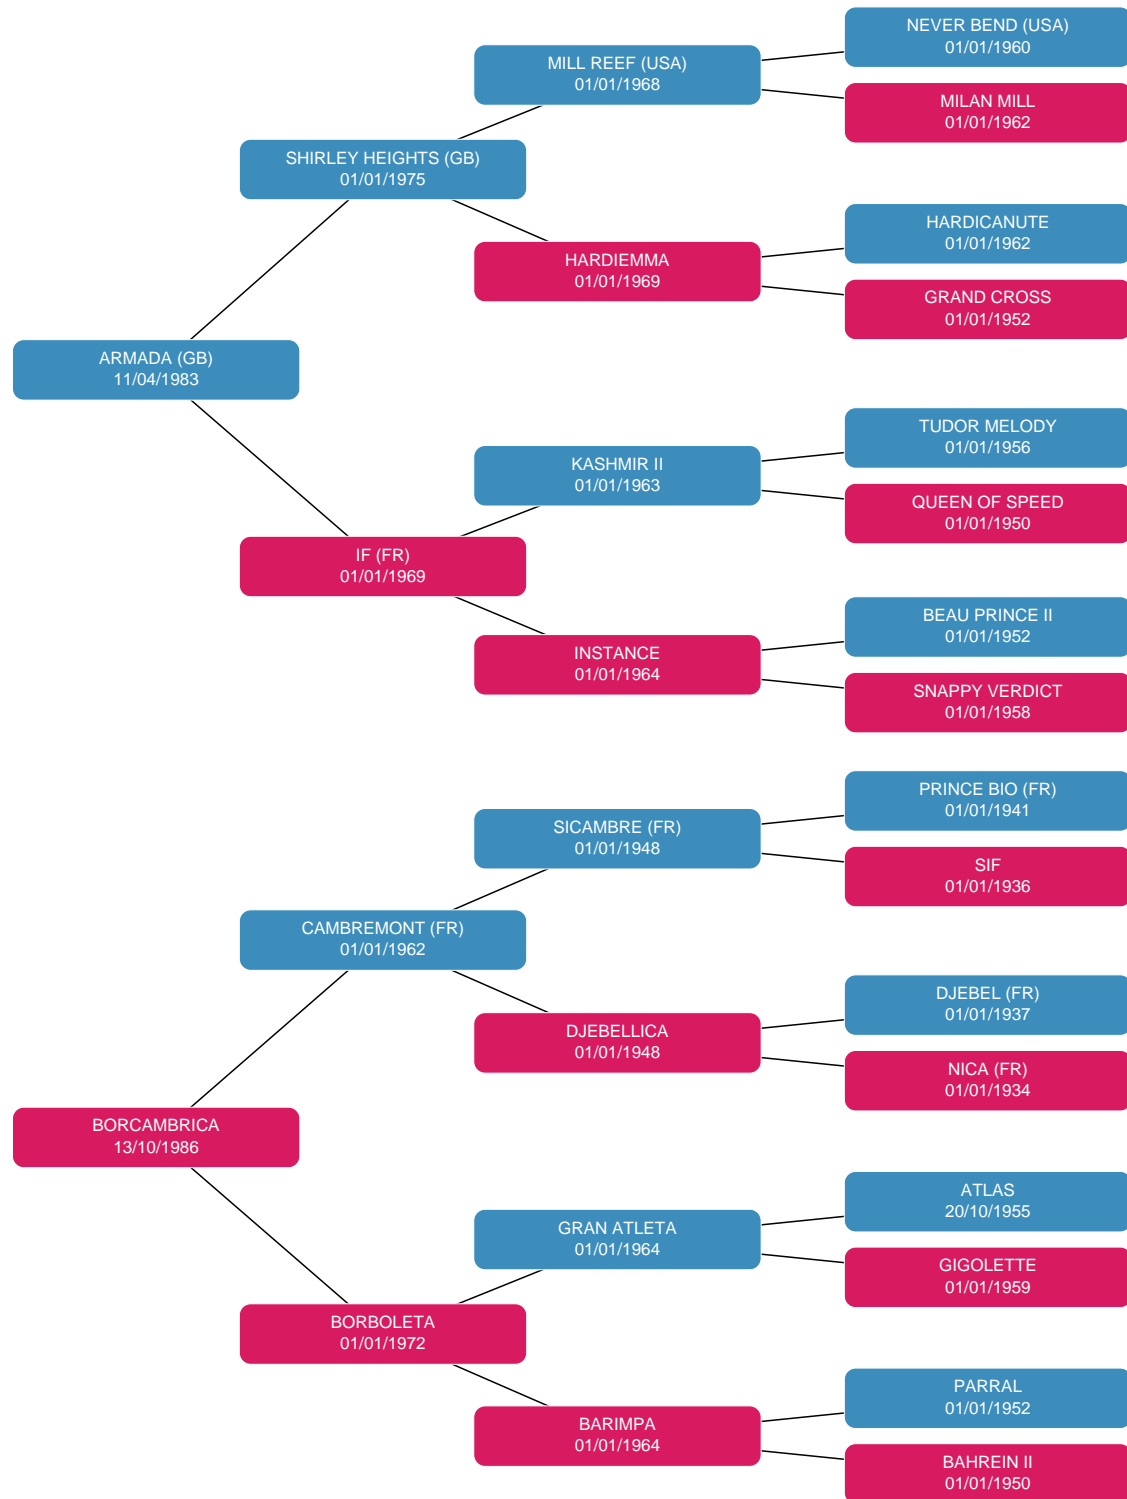 NEVER BEND (USA)
01/01/1960
MILL REEF (USA)
01/01/1968
MILAN MILL
01/01/1962
SHIRLEY HEIGHTS (GB)
01/01/1975
HARDICANUTE
01/01/1962
HARDIEMMA
01/01/1969
GRAND CROSS
01/01/1952
ARMADA (GB)
11/04/1983
TUDOR MELODY
01/01/1956
KASHMIR II
01/01/1963
QUEEN OF SPEED
01/01/1950
IF (FR)
01/01/1969
BEAU PRINCE II
01/01/1952
INSTANCE
01/01/1964
SNAPPY VERDICT
01/01/1958
PRINCE BIO (FR)
01/01/1941
SICAMBRE (FR)
01/01/1948
SIF
01/01/1936
CAMBREMONT (FR)
01/01/1962
DJEBEL (FR)
01/01/1937
DJEBELLICA
01/01/1948
NICA (FR)
01/01/1934
BORCAMBRICA
13/10/1986
ATLAS
20/10/1955
GRAN ATLETA
01/01/1964
GIGOLETTE
01/01/1959
BORBOLETA
01/01/1972
PARRAL
01/01/1952
BARIMPA
01/01/1964
BAHREIN II
01/01/1950